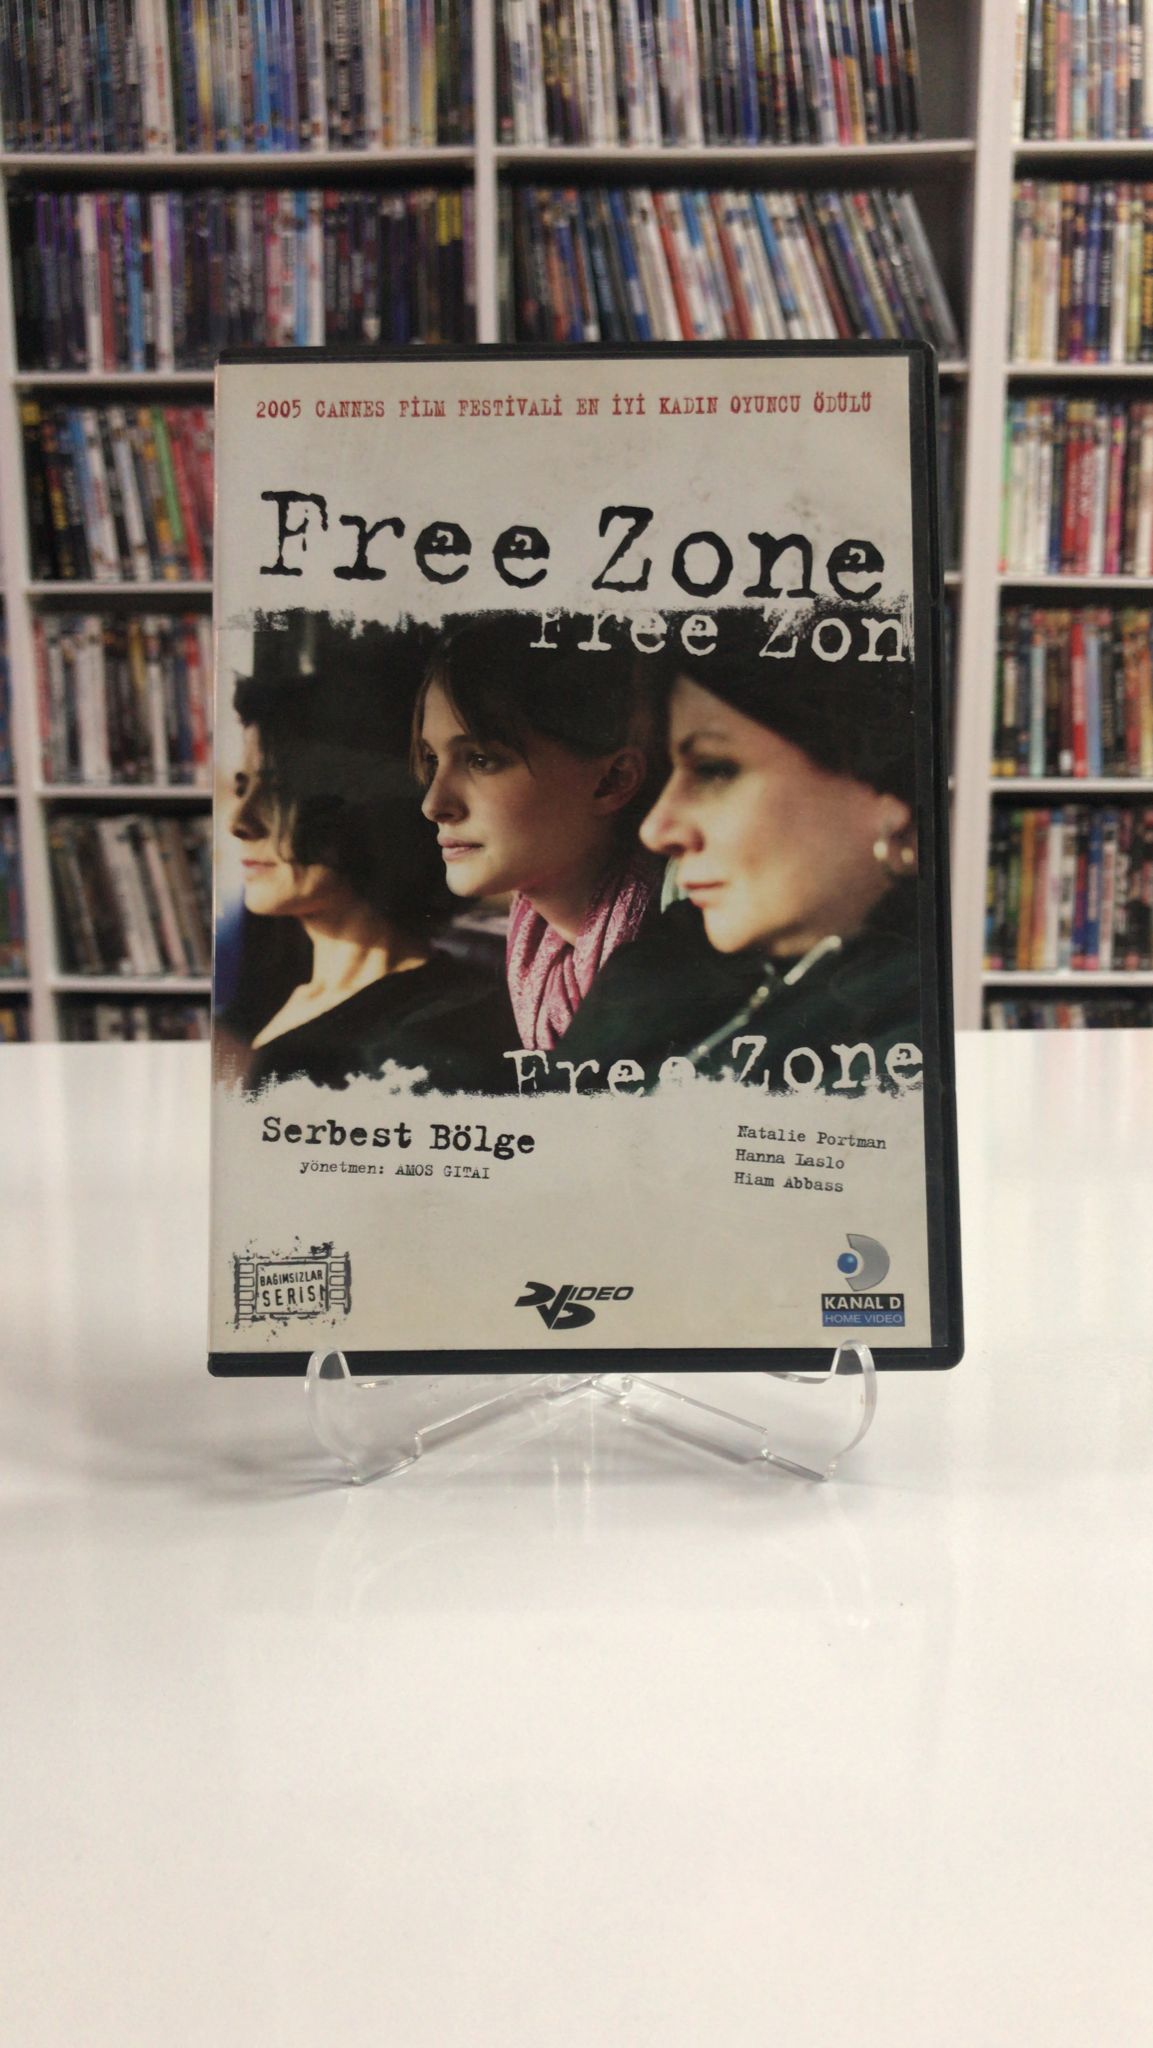 2005 CANNES FİLM FESTİVALİ EN İYİ KADIN OYUNCU ÖDÜLÜ
Free Zone
Free Zon
Free Zone
Serbest Bölge
yönetmen: AMOS GITAI
Natalie Portman
Hanna Laslo
Hiam Abbass
BAĞIMSIZLAR
SERİSİ
VIDEO
KANAL D
HOME VIDEO